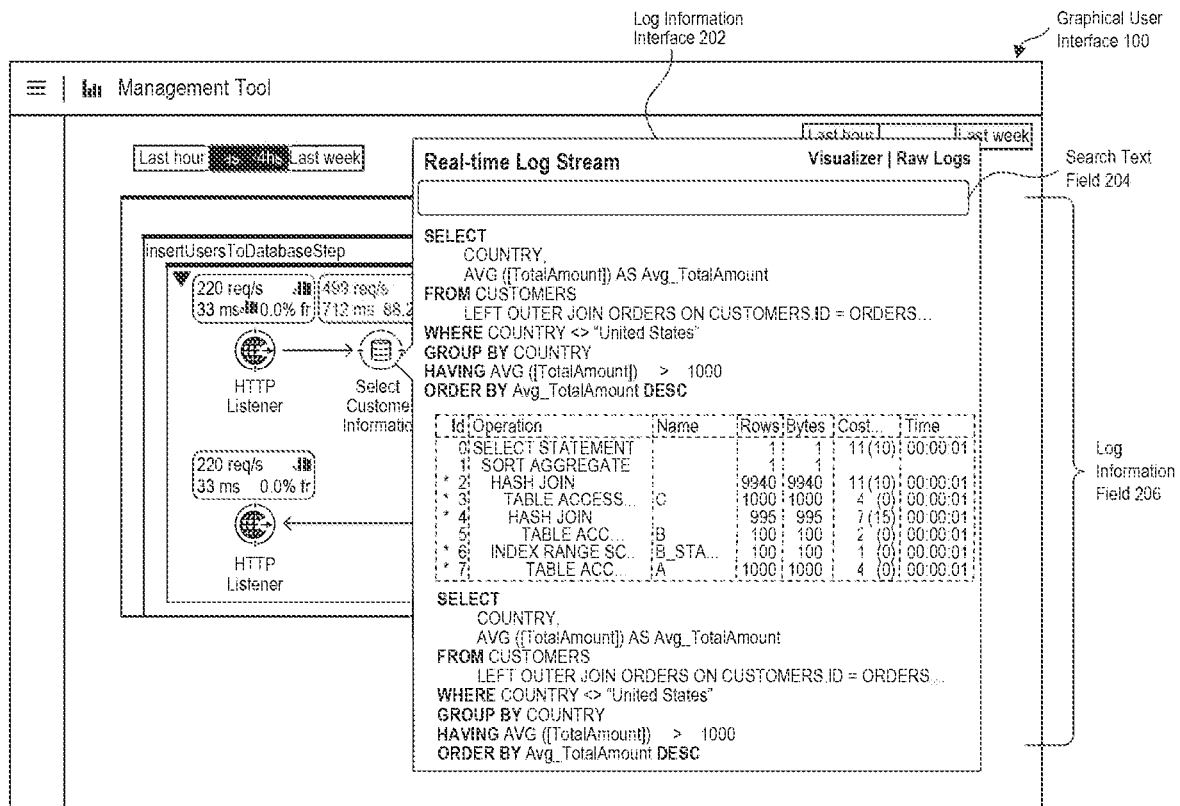 Log Information
Interface 202
Graphical User
Interface 100
Management Tool
Last hour Last week
Last hour Last week
Real-time Log Stream
Visualizer | Raw Logs
Search Text
Field 204
insertUsersToDatabaseStep
220 req/s
33 ms 0.0% fr
499 req/s
712 ms 88.2
HTTP
Listener
Select
Custome
Informatio
220 req/s
33 ms 0.0% fr
HTTP
Listener
SELECT
COUNTRY,
AVG ([TotalAmount]) AS Avg_TotalAmount
FROM CUSTOMERS
LEFT OUTER JOIN ORDERS ON CUSTOMERS.ID = ORDERS...
WHERE COUNTRY <> "United States"
GROUP BY COUNTRY
HAVING AVG ([TotalAmount]) > 1000
ORDER BY Avg_TotalAmount DESC
Id Operation Name Rows Bytes Cost... Time
0 SELECT STATEMENT 1 1 11 (10) 00:00:01
1 SORT AGGREGATE 1 1
* 2 HASH JOIN 9940 9940 11 (10) 00:00:01
* 3 TABLE ACCESS... C 1000 1000 4 (0) 00:00:01
* 4 HASH JOIN 995 995 7 (15) 00:00:01
5 TABLE ACC... B 100 100 2 (0) 00:00:01
* 6 INDEX RANGE SC... B_STA... 100 100 1 (0) 00:00:01
* 7 TABLE ACC... A 1000 1000 4 (0) 00:00:01
SELECT
COUNTRY,
AVG ([TotalAmount]) AS Avg_TotalAmount
FROM CUSTOMERS
LEFT OUTER JOIN ORDERS ON CUSTOMERS.ID = ORDERS...
WHERE COUNTRY <> "United States"
GROUP BY COUNTRY
HAVING AVG ([TotalAmount]) > 1000
ORDER BY Avg_TotalAmount DESC
Log
Information
Field 206